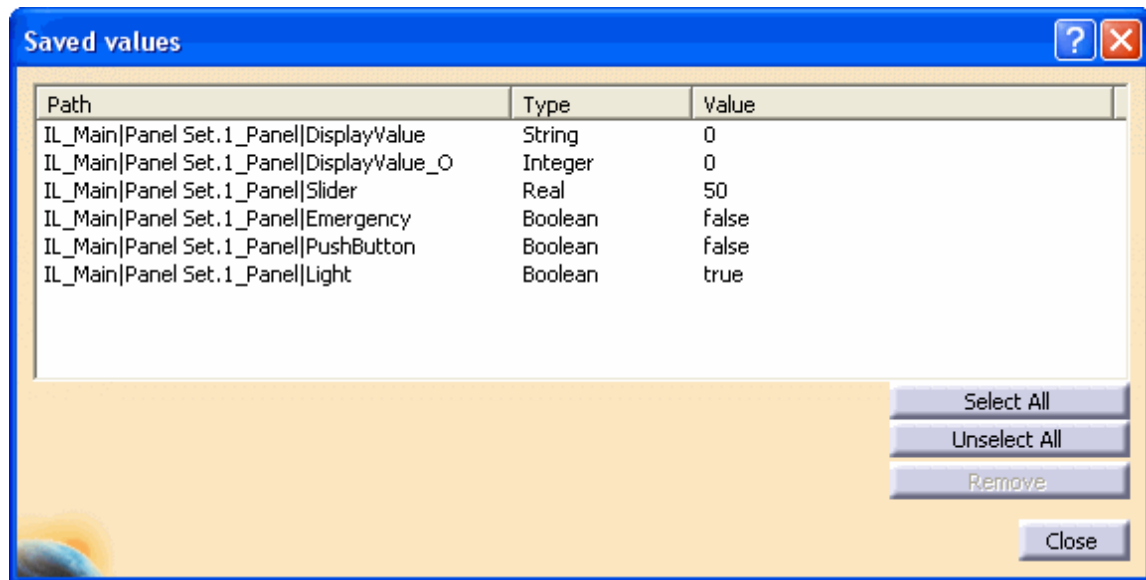 Saved values
Path Type Value
IL_Main|Panel Set.1_Panel|DisplayValue String 0
IL_Main|Panel Set.1_Panel|DisplayValue_O Integer 0
IL_Main|Panel Set.1_Panel|Slider Real 50
IL_Main|Panel Set.1_Panel|Emergency Boolean false
IL_Main|Panel Set.1_Panel|PushButton Boolean false
IL_Main|Panel Set.1_Panel|Light Boolean true
Select All
Unselect All
Remove
Close